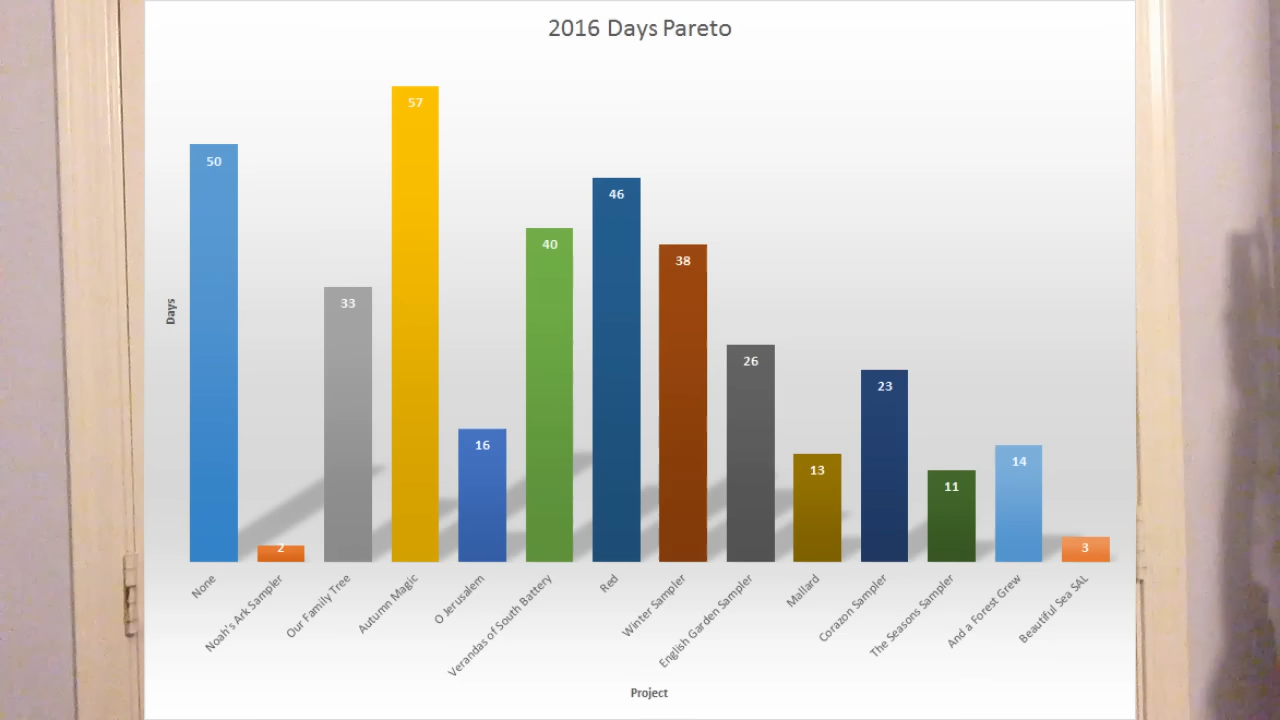 2016 Days Pareto
57
50
46
40
38
33
26
23
16
14
13
11
3
2
Days
None
Noah's Ark Sampler
Our Family Tree
Autumn Magic
O Jerusalem
Verandas of South Battery
Red
Winter Sampler
English Garden Sampler
Mallard
Corazon Sampler
The Seasons Sampler
And a Forest Grew
Beautiful Sea SAL
Project